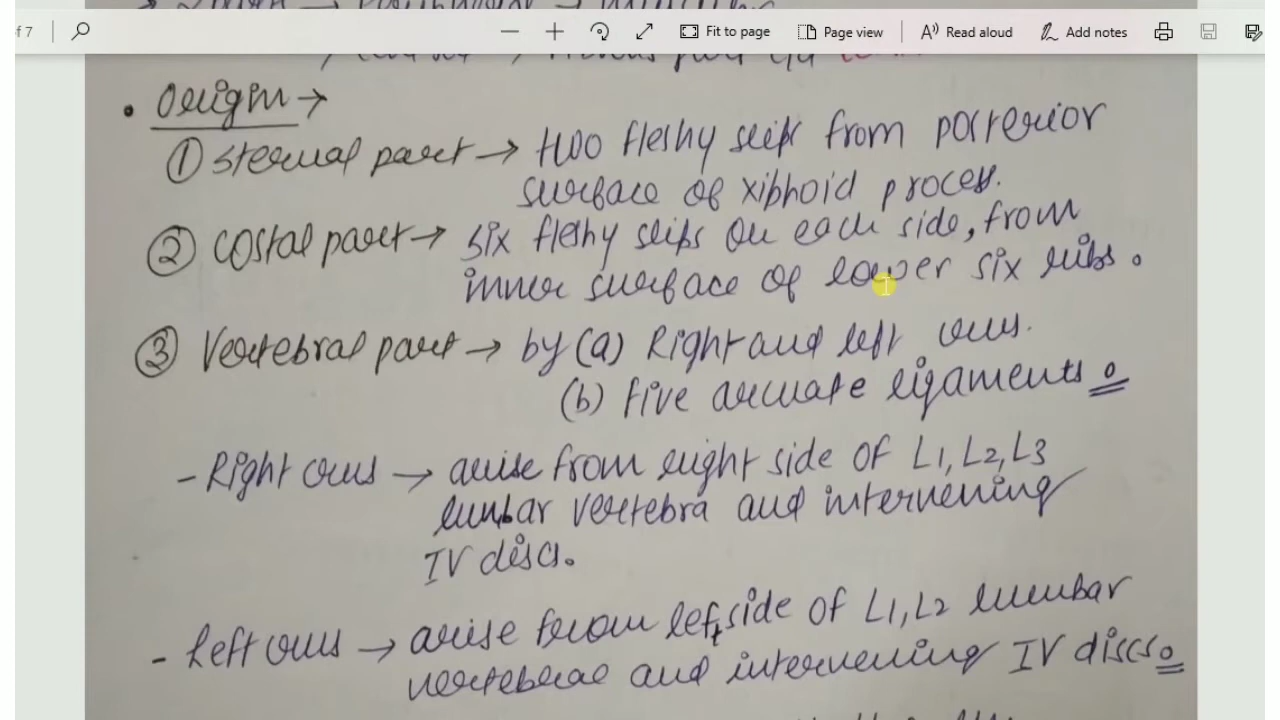 of 7 Fit to page Page view Read aloud Add notes
• Origin →
① Sternal part → two fleshy slips from posterior
surface of xiphoid process.
② Costal part → six fleshy slips on each side, from
inner surface of lower six ribs.
③ Vertebral part → by (a) Right and left crus.
(b) five arcuate ligaments.
- Right crus → arise from right side of L1, L2, L3
lumbar vertebra and intervening
IV discs.
- Left crus → arise from left side of L1, L2 lumbar
vertebrae and intervening IV discs.